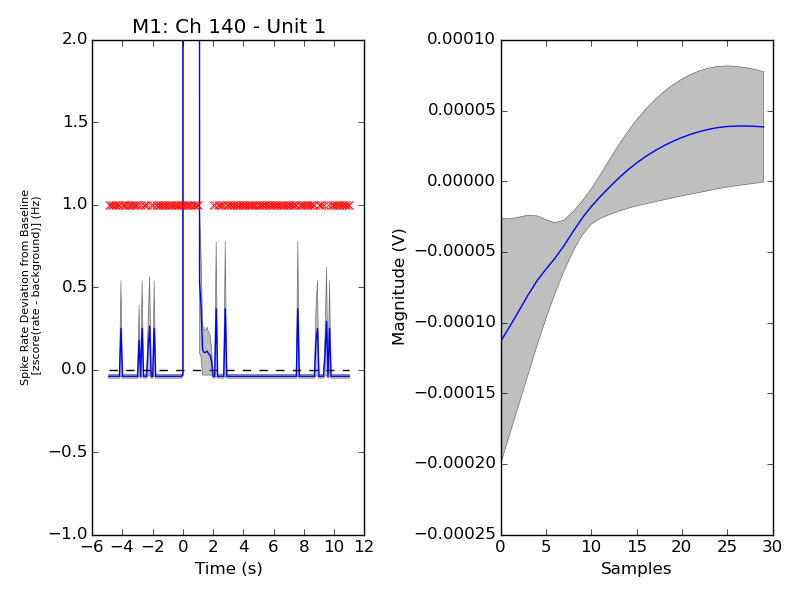 M1: Ch 140 - Unit 1
Spike Rate Deviation from Baseline
[zscore(rate - background)] (Hz)
2.0
1.5
1.0
0.5
0.0
−0.5
−1.0
−6 −4 −2 0 2 4 6 8 10 12
Time (s)
Magnitude (V)
0.00010
0.00005
0.00000
−0.00005
−0.00010
−0.00015
−0.00020
−0.00025
0 5 10 15 20 25 30
Samples